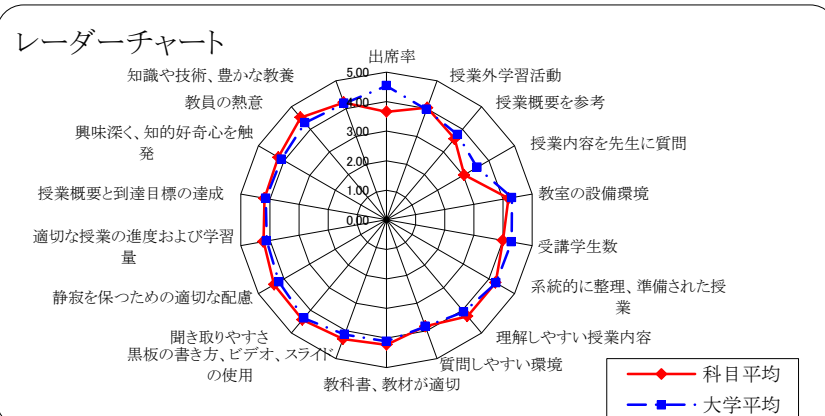 レーダーチャート
出席率
授業外学習活動
授業概要を参考
授業内容を先生に質問
教室の設備環境
受講学生数
系統的に整理、準備された授
業
理解しやすい授業内容
質問しやすい環境
教科書、教材が適切
黒板の書き方、ビデオ、スライド
の使用
聞き取りやすさ
静寂を保つための適切な配慮
適切な授業の進度および学習
量
授業概要と到達目標の達成
興味深く、知的好奇心を触
発
教員の熱意
知識や技術、豊かな教養
5.00
4.00
3.00
2.00
1.00
0.00
科目平均
大学平均